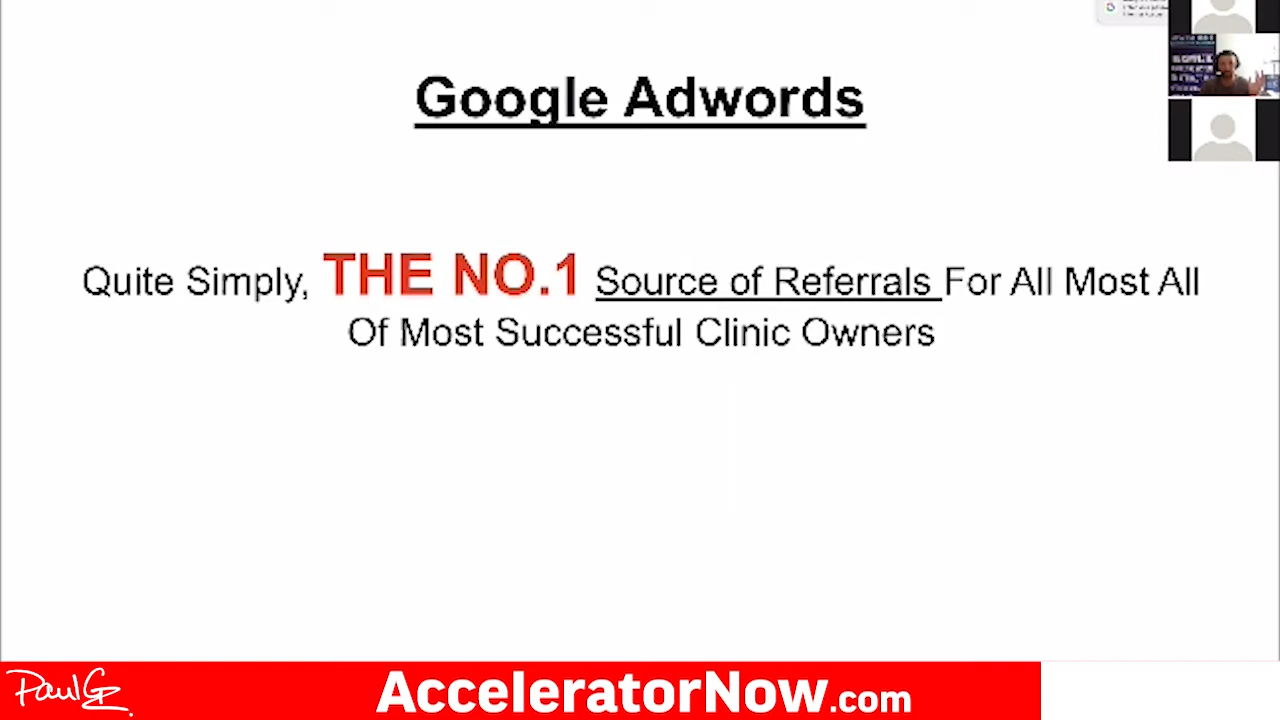 Google Adwords
Quite Simply, THE NO.1 Source of Referrals For All Most All
Of Most Successful Clinic Owners
PaulG
AcceleratorNow.com